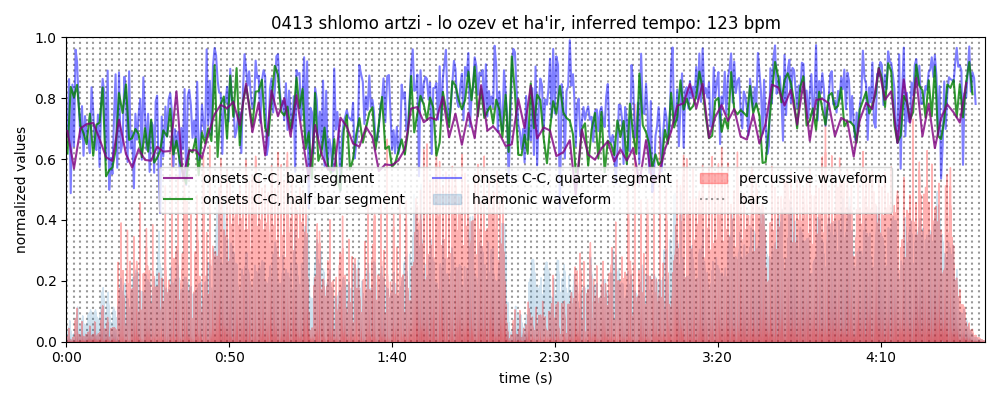 0413 shlomo artzi - lo ozev et ha'ir, inferred tempo: 123 bpm
normalized values
1.0
0.8
0.6
0.4
0.2
0.0
onsets C-C, bar segment
onsets C-C, half bar segment
onsets C-C, quarter segment
harmonic waveform
percussive waveform
bars
0:00 0:50 1:40 2:30 3:20 4:10
time (s)